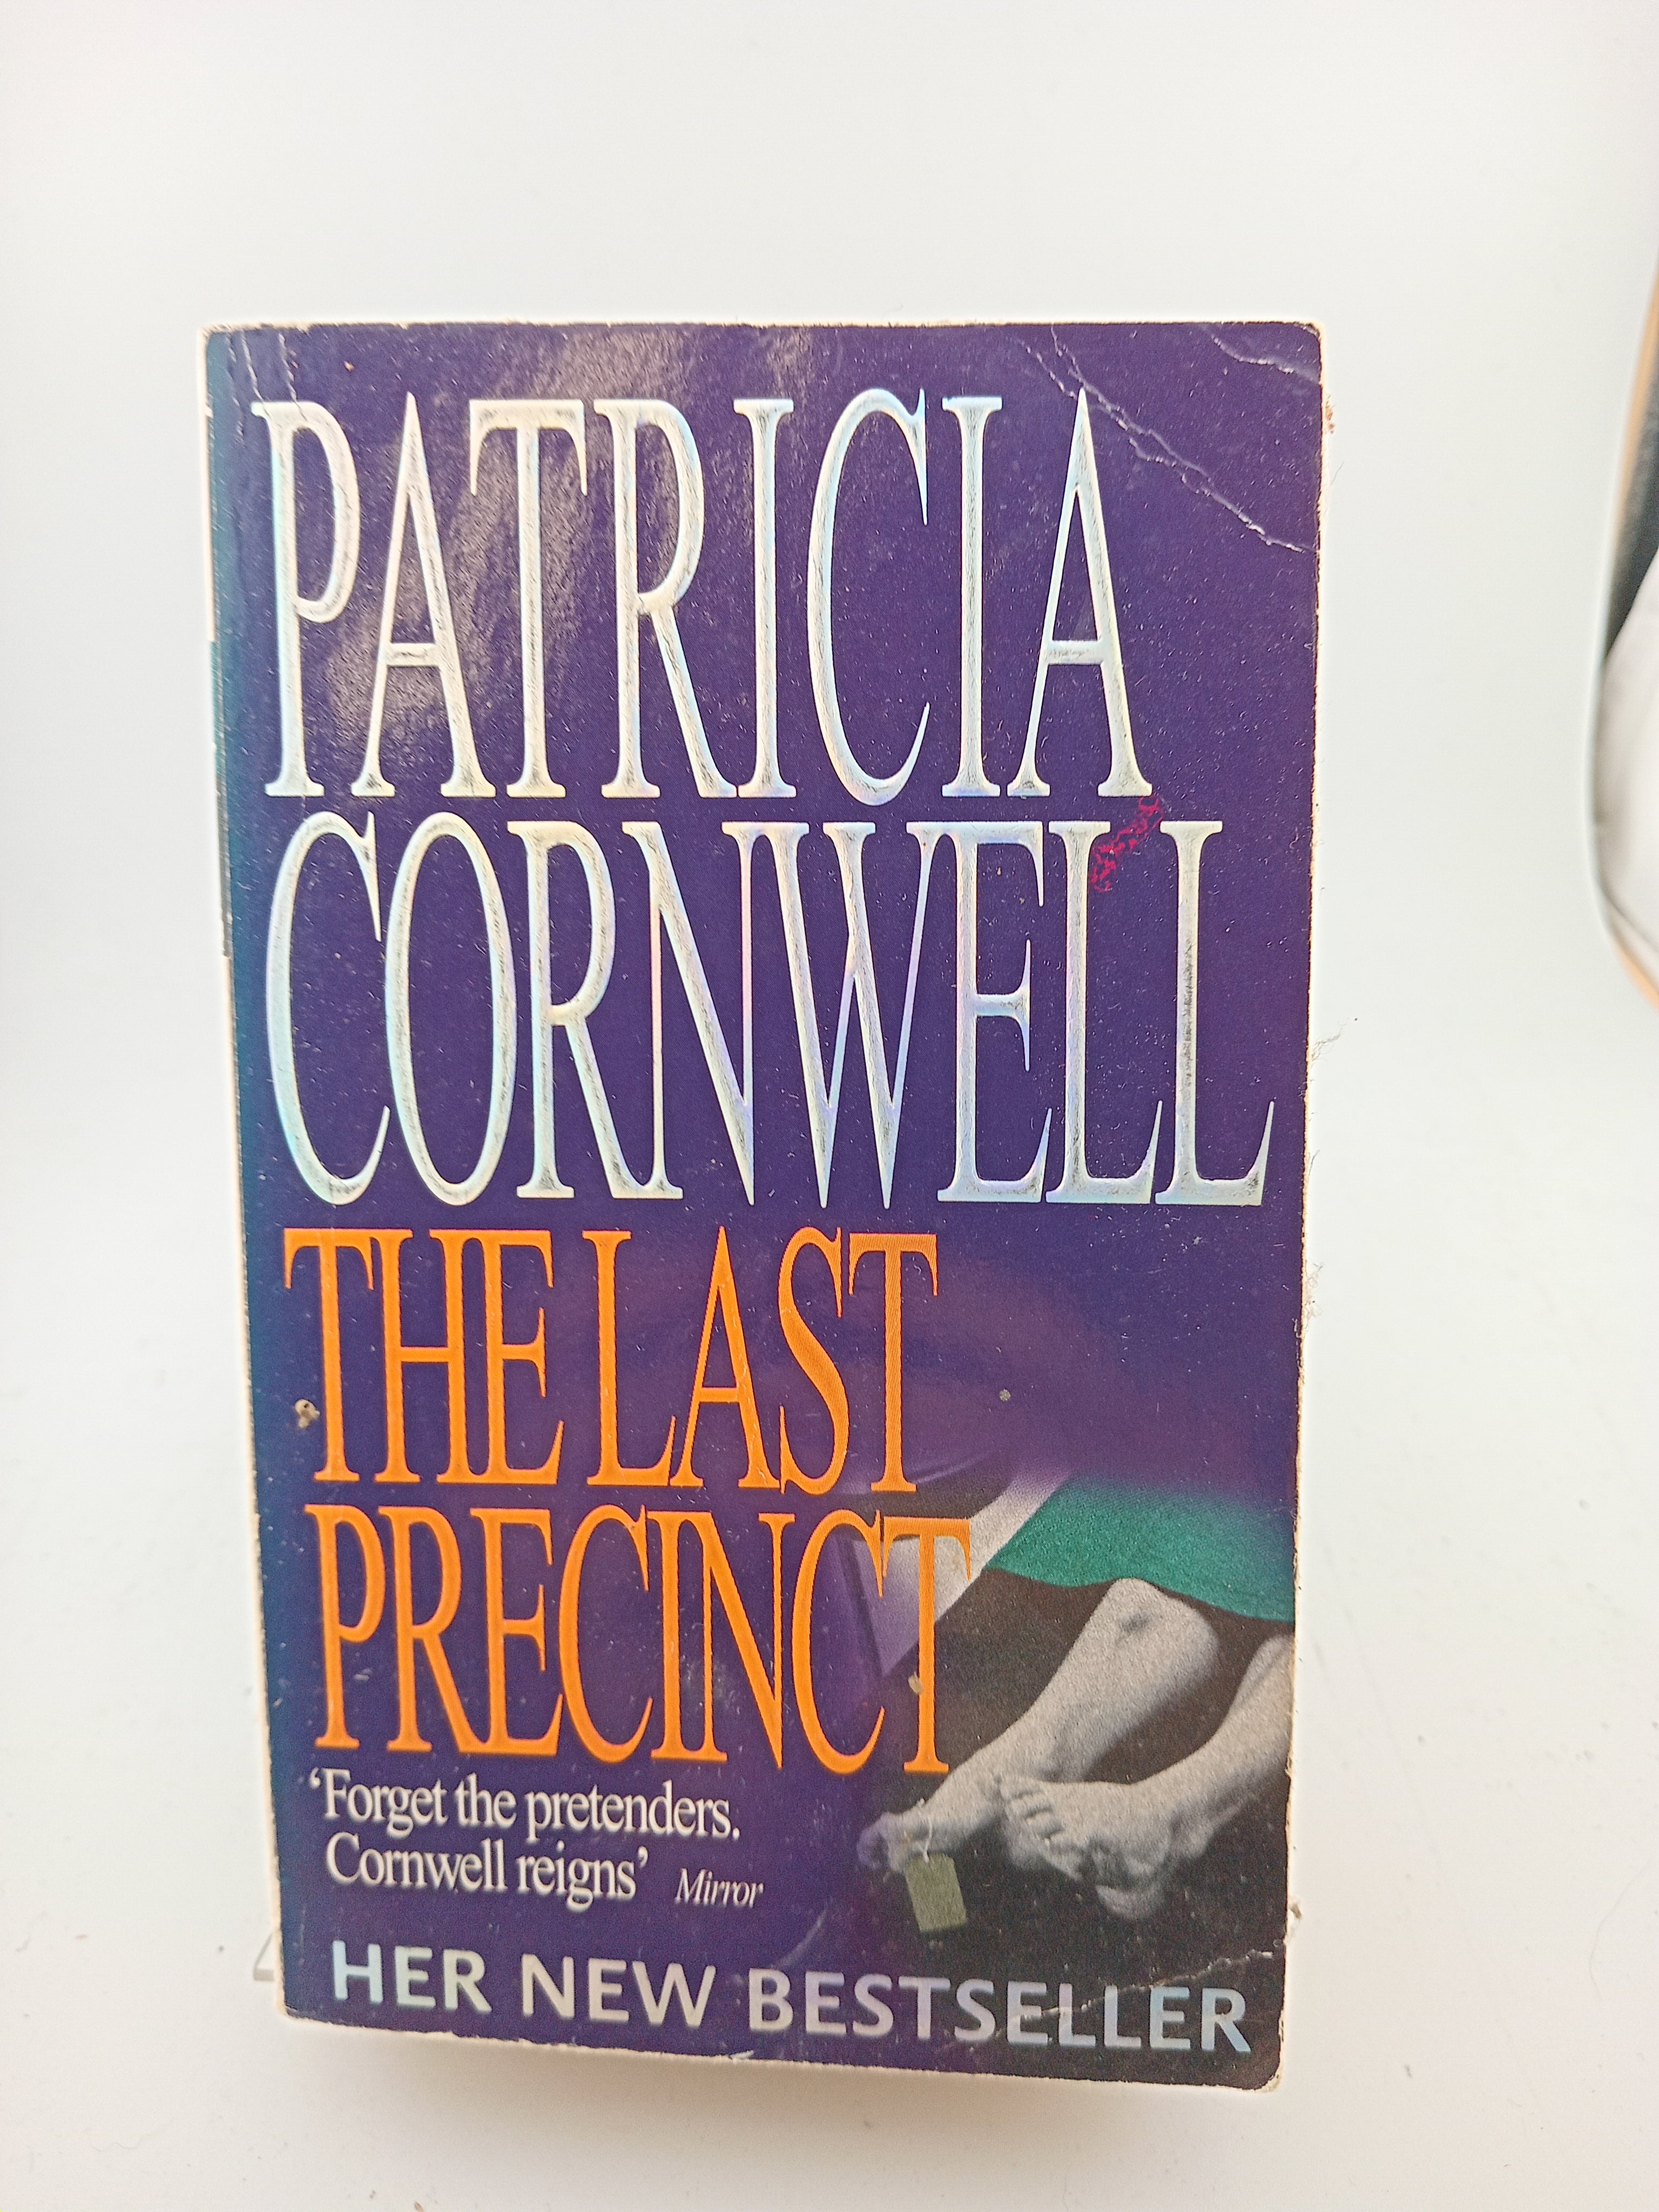 PATRICIA
CORNWELL
THE LAST
PRECINCT
‘Forget the pretenders.
Cornwell reigns’ Mirror
HER NEW BESTSELLER